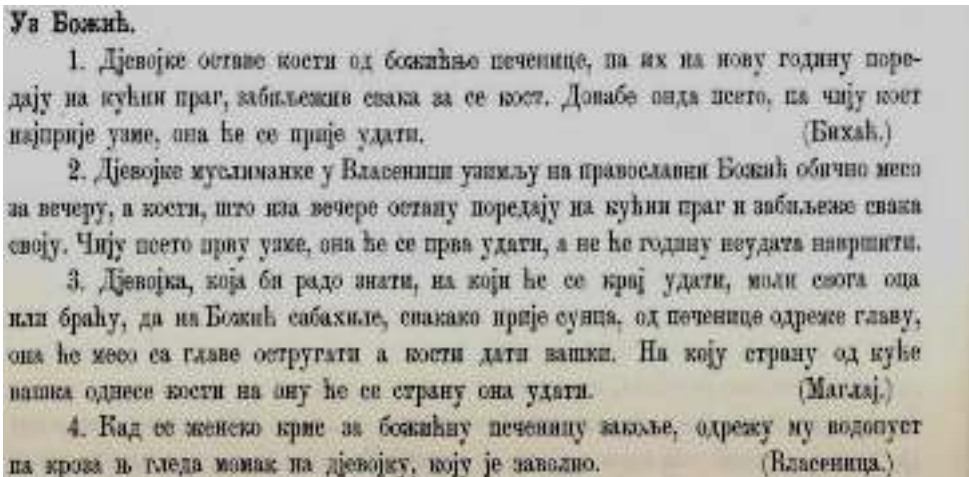 Уз Божић.
1. Дјевојке оставе кости од божићње печенице, па их на нову годину поре-
дају на кућни праг, забиљежив свака за се кост. Довабе онда псето, па чију кост
најприје узме, она ће се прије удати. (Бихаћ.)
2. Дјевојке муслиманке у Власеници узимљу на православни Божић обично месо
за вечеру, а кости, што иза вечере остану поредају на кућни праг и забиљеже свака
своју. Чију псето прву узме, она ће се прва удати, а не ће годину неудата навршити.
3. Дјевојка, која би радо знати, на који ће се крај удати, моли свога оца
или браћу, да на Божић сабахиле, свакако прије сунца, од печенице одреже главу,
она ће месо са главе остругати а кости дати вашки. На коју страну од куће
вашка однесе кости на ону ће се страну она удати. (Маглај.)
4. Кад се женско крме за божићну печеницу закоље, одрежу му водопуст
па кроза њ гледа момак на дјевојку, коју је заволио. (Власеница.)